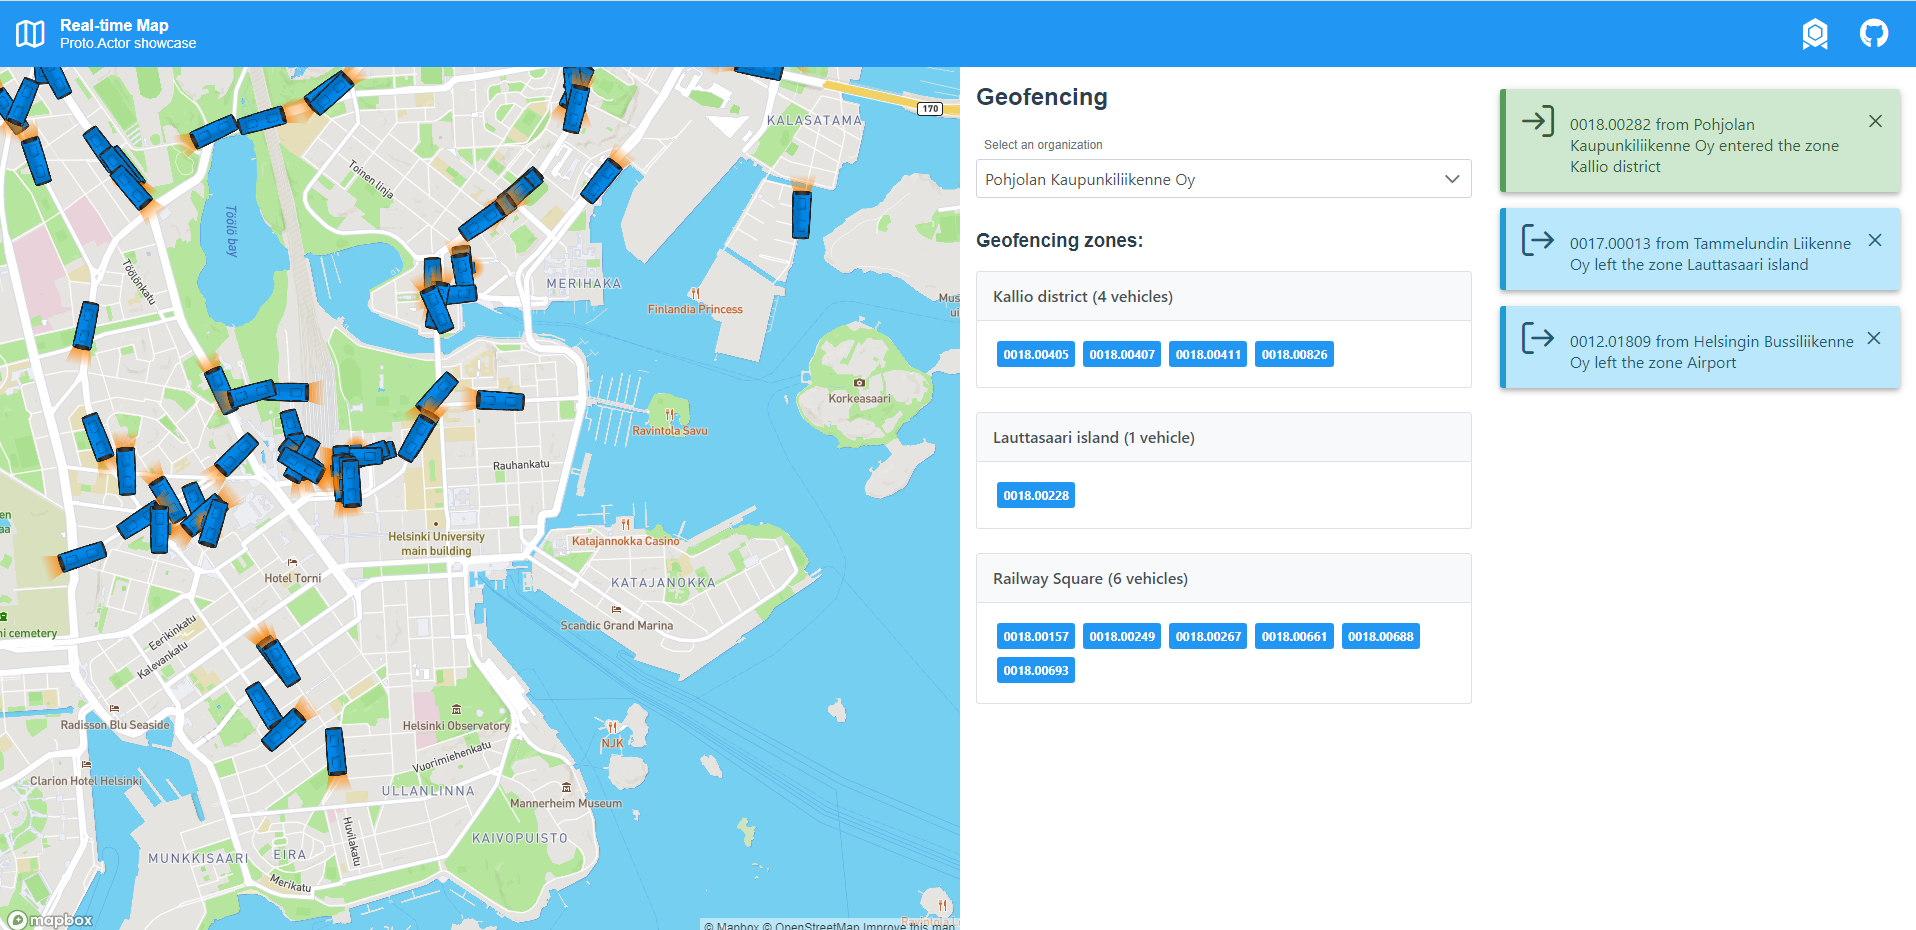 Real-time Map
Proto.Actor showcase
170
KALASATAMA
Toinen linja
Töölö bay
Töölönkatu
MERIHAKA
Finlandia Princess
Korkeasaari
Ravintola Savu
Rauhankatu
Helsinki University
main building
Katajannokka Casino
Hotel Torni
KATAJANOKKA
Scandic Grand Marina
cemetery
Eerikinkatu
Kalevankatu
Radisson Blu Seaside
Helsinki Observatory
NJK
Vuorimiehenkatu
Clarion Hotel Helsinki
ULLANLINNA
Mannerheim Museum
Huvilakatu
KAIVOPUISTO
MUNKKISAARI
EIRA
Merikatu
mapbox
© Mapbox © OpenStreetMap Improve this map
Geofencing
Select an organization
Pohjolan Kaupunkiliikenne Oy
Geofencing zones:
Kallio district (4 vehicles)
0018.00405 0018.00407 0018.00411 0018.00826
Lauttasaari island (1 vehicle)
0018.00228
Railway Square (6 vehicles)
0018.00157 0018.00249 0018.00267 0018.00661 0018.00688
0018.00693
0018.00282 from Pohjolan
Kaupunkiliikenne Oy entered the zone
Kallio district
0017.00013 from Tammelundin Liikenne
Oy left the zone Lauttasaari island
0012.01809 from Helsingin Bussiliikenne
Oy left the zone Airport